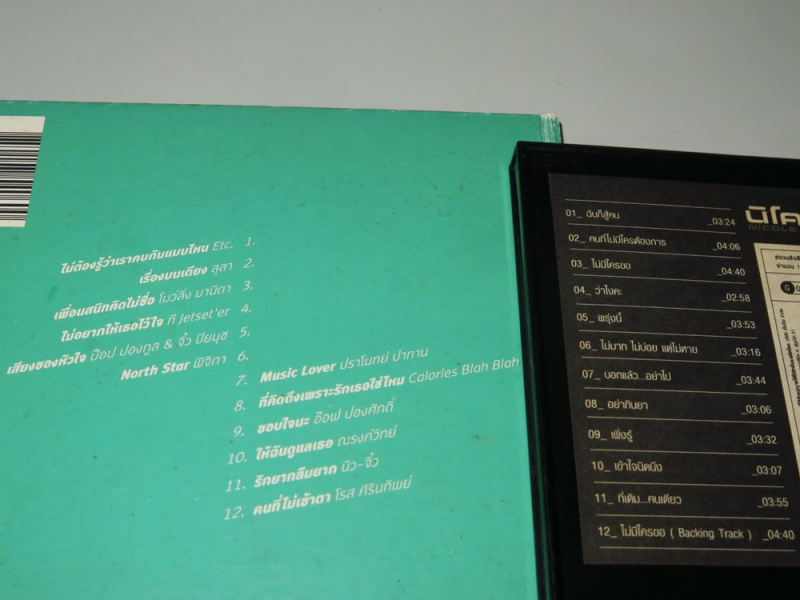 ไม่ต้องรู้ว่าเราคบกันแบบไหน Etc. 1.
เรื่องบนเตียง ลุลา 2.
เพื่อนสนิทคิดไม่ซื่อ โบว์ลิ่ง มานิดา 3.
ไม่อยากให้เธอไว้ใจ ที Jetset'er 4.
เสียงของหัวใจ ป๊อป ปองกูล & จิ๋ว ปิยนุช 5.
North Star พิจิกา 6.
7. Music Lover ปราโมทย์ ปาทาน
8. ที่คิดถึงเพราะรักเธอใช่ไหม Calories Blah Blah
9. ขอบใจนะ อ๊อฟ ปองศักดิ์
10. ให้ฉันดูแลเธอ ณรงค์วิทย์
11. รักยากลืมยาก นิว-จิ๋ว
12. คนที่ไม่เข้าตา โรส ศิรินทิพย์
นิโค
NICOLE
01_ ฉันก็สู้คน _03:24
02_ คนที่ไม่มีใครต้องการ _04:06
03_ ไม่มีใครขอ _04:40
04_ ว่าไงคะ _02:58
05_ พรุ่งนี้ _03:53
06_ ไม่มาก ไม่บ่อย แต่ไม่ตาย _03:16
07_ บอกแล้ว...อย่าไป _03:44
08_ อย่าทินยา _03:06
09_ เพิ่งรู้ _03:32
10_ เข้าใจนิดนึง _03:07
11_ ที่เดิม...คนเดียว _03:55
12_ ไม่มีใครขอ ( Backing Track ) _04:40
สงวนลิขสิ
จำนวน 1